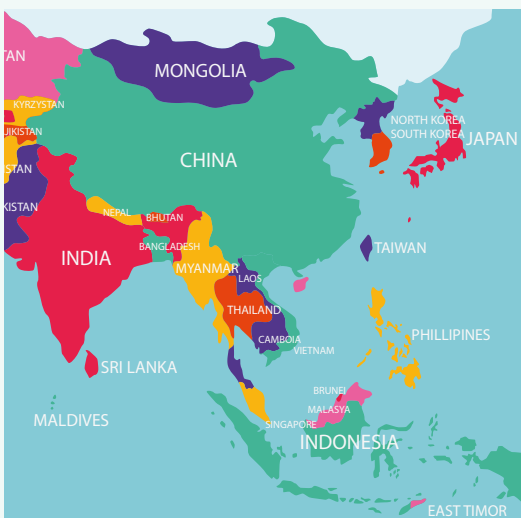 TAN
MONGOLIA
KYRZYSTAN
NORTH KOREA
UJIKISTAN
SOUTH KOREA
JAPAN
CHINA
ISTAN
KISTAN
NEPAL
BHUTAN
BANGLADESH
TAIWAN
INDIA
MYANMAR
LAOS
THAILAND
PHILLIPINES
CAMBOIA
VIETNAM
SRI LANKA
BRUNEI
MALASYA
MALDIVES
SINGAPORE
INDONESIA
EAST TIMOR